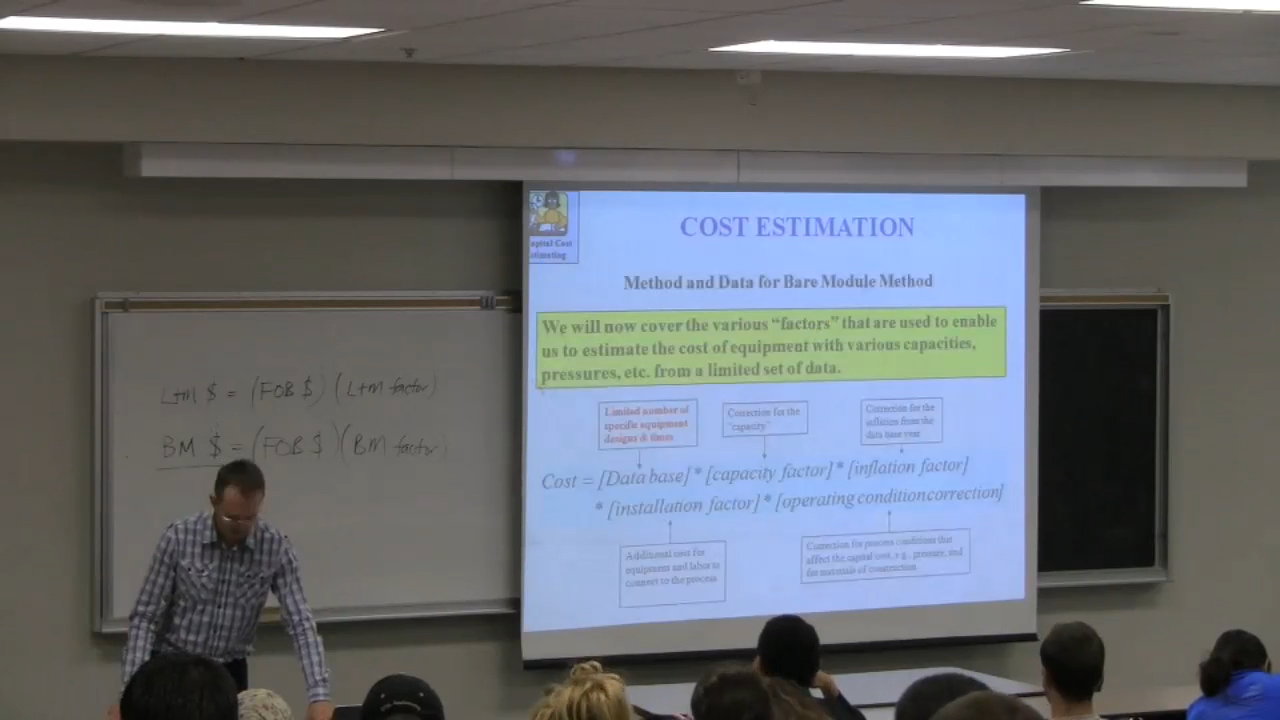 apital Cost
stimating
COST ESTIMATION
Method and Data for Bare Module Method
We will now cover the various “factors” that are used to enable
us to estimate the cost of equipment with various capacities,
pressures, etc. from a limited set of data.
Limited number of
specific equipment
designs & times
Correction for the
"capacity"
Correction for the
inflation from the
data base year
Cost = [Data base] * [capacity factor] * [inflation factor]
* [installation factor] * [operating condition correction]
Additional cost for
equipment and labor to
connect to the process
Correction for process conditions that
affect the capital cost, e.g., pressure, and
for materials of construction
L+M $ = (FOB $) (L+M factor)
BM $ = (FOB $) (BM factor)